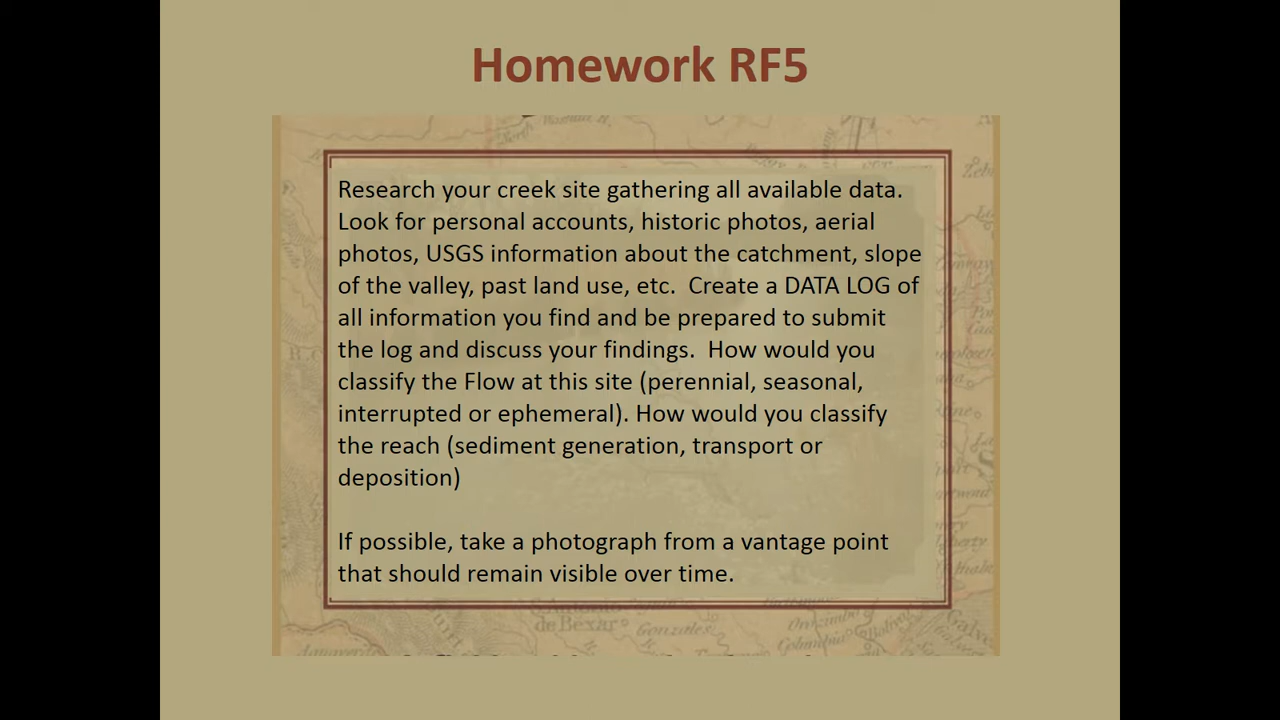 Homework RF5
Research your creek site gathering all available data.
Look for personal accounts, historic photos, aerial
photos, USGS information about the catchment, slope
of the valley, past land use, etc.  Create a DATA LOG of
all information you find and be prepared to submit
the log and discuss your findings.  How would you
classify the Flow at this site (perennial, seasonal,
interrupted or ephemeral). How would you classify
the reach (sediment generation, transport or
deposition)
If possible, take a photograph from a vantage point
that should remain visible over time.
de Bexar
Gonzales